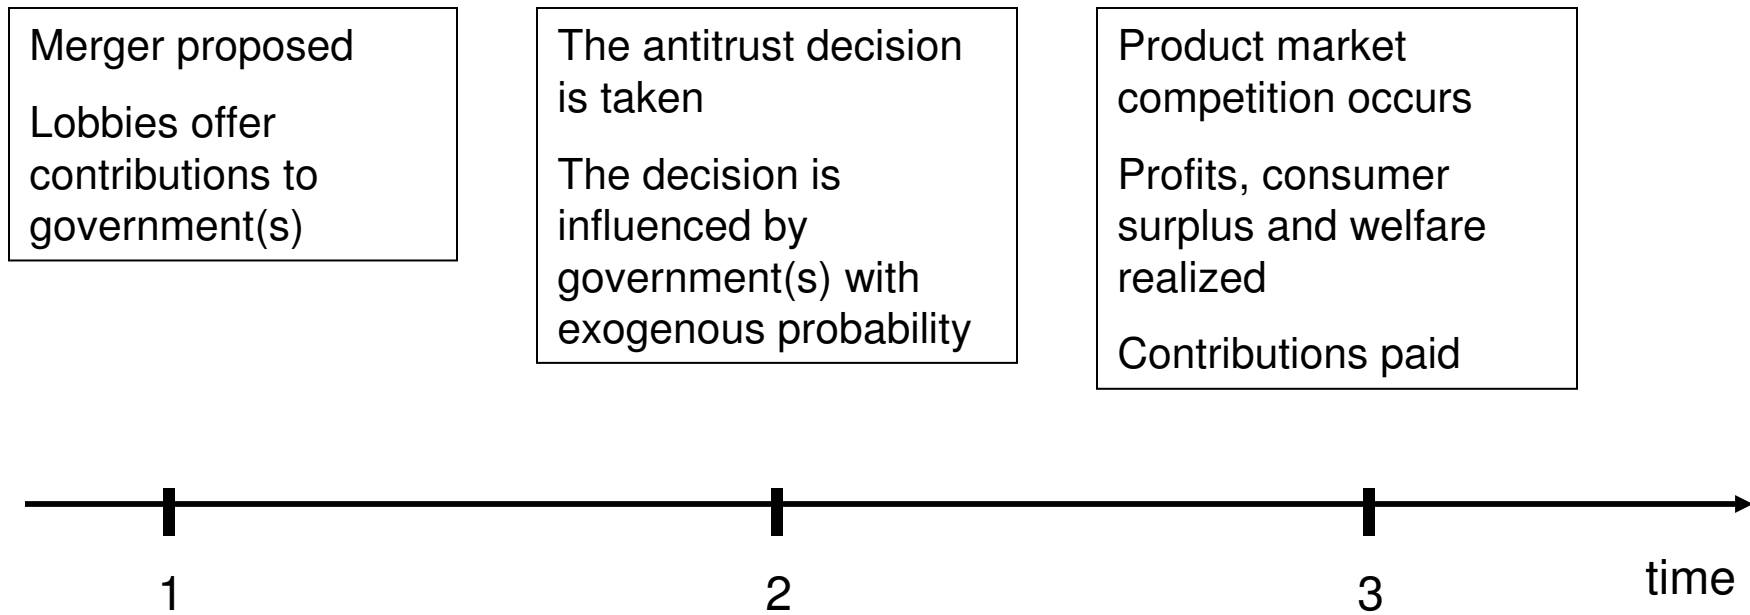 Merger proposed
Lobbies offer
contributions to
government(s)
The antitrust decision
is taken
The decision is
influenced by
government(s) with
exogenous probability
Product market
competition occurs
Profits, consumer
surplus and welfare
realized
Contributions paid
1
2
3
time